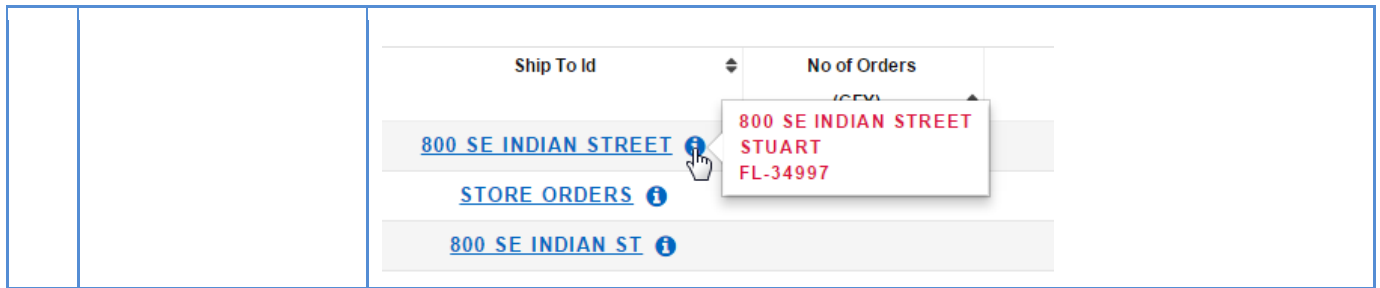 Ship To Id
No of Orders
(CFY)
800 SE INDIAN STREET
800 SE INDIAN STREET
STUART
FL-34997
STORE ORDERS
800 SE INDIAN ST